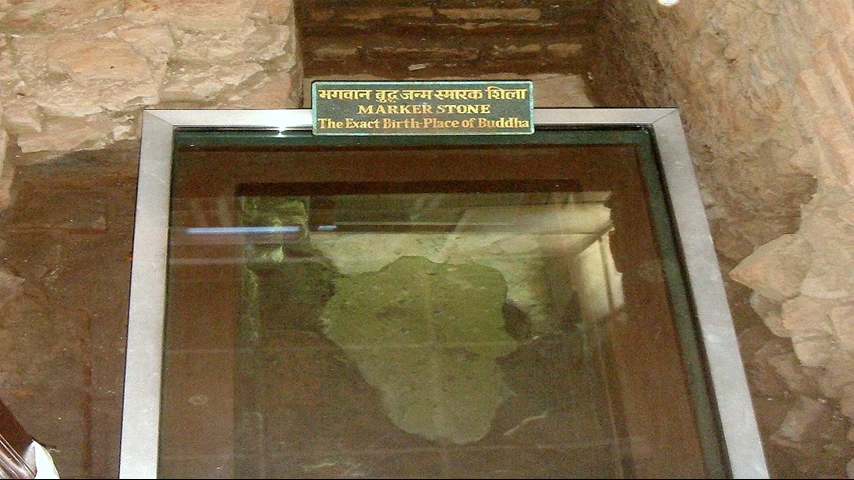 भगवान बुद्ध जन्म स्मारक शिला
MARKER STONE
The Exact Birth-Place of Buddha